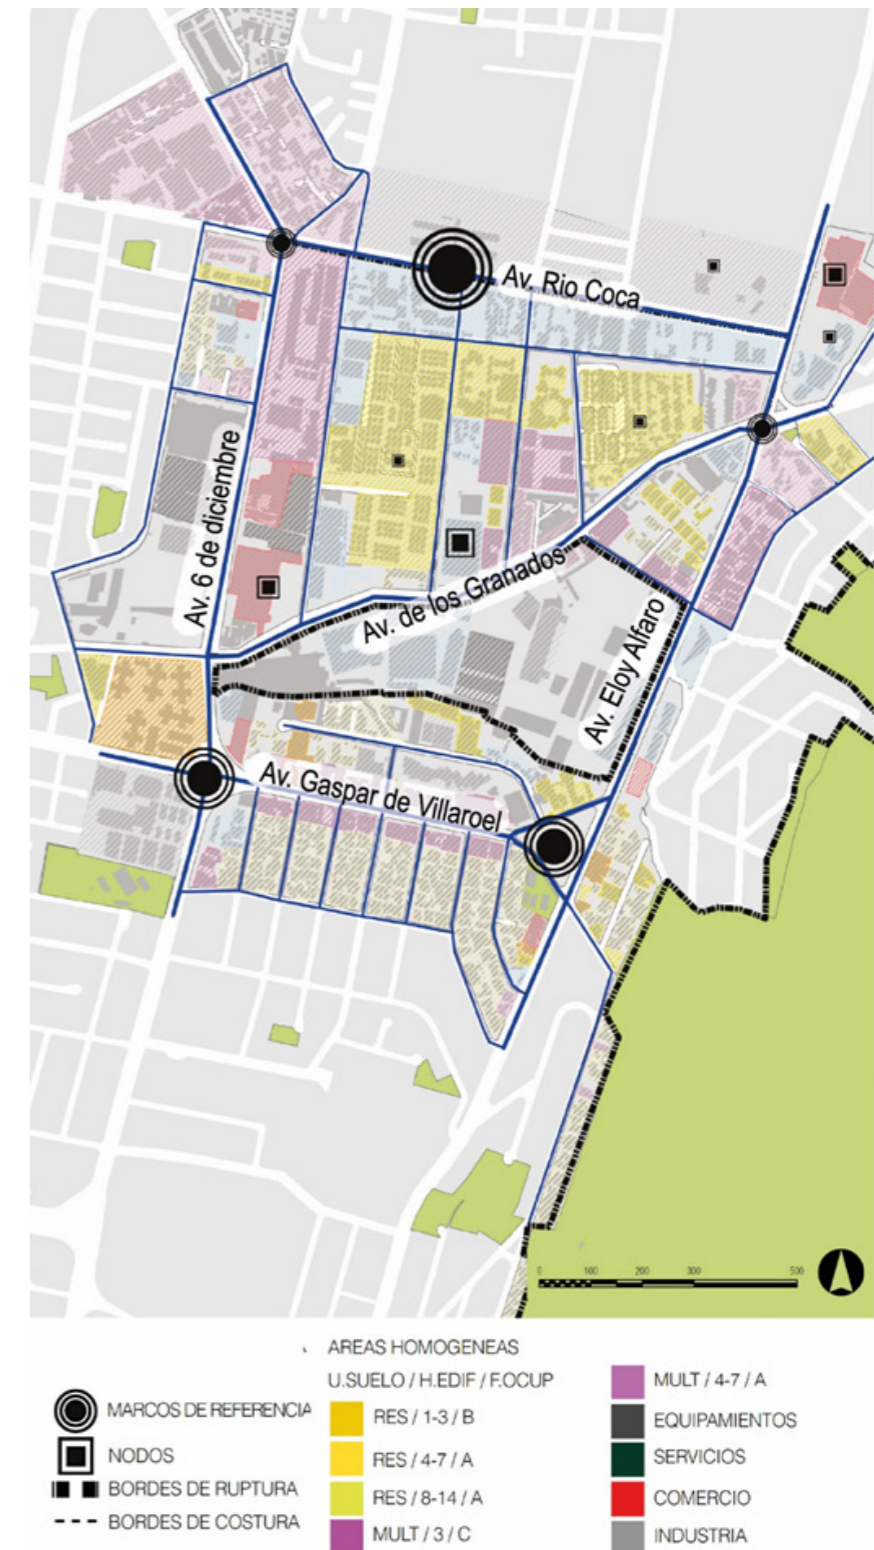 Av. Rio Coca
Av. 6 de diciembre
Av. de los Granados
Av. Eloy Alfaro
Av. Gaspar de Villaroel
0 100 200 300 500
AREAS HOMOGENEAS
U.SUELO / H.EDIF / F.OCUP
MARCOS DE REFERENCIA
NODOS
BORDES DE RUPTURA
BORDES DE COSTURA
RES / 1-3 / B
RES / 4-7 / A
RES / 8-14 / A
MULT / 3 / C
MULT / 4-7 / A
EQUIPAMIENTOS
SERVICIOS
COMERCIO
INDUSTRIA